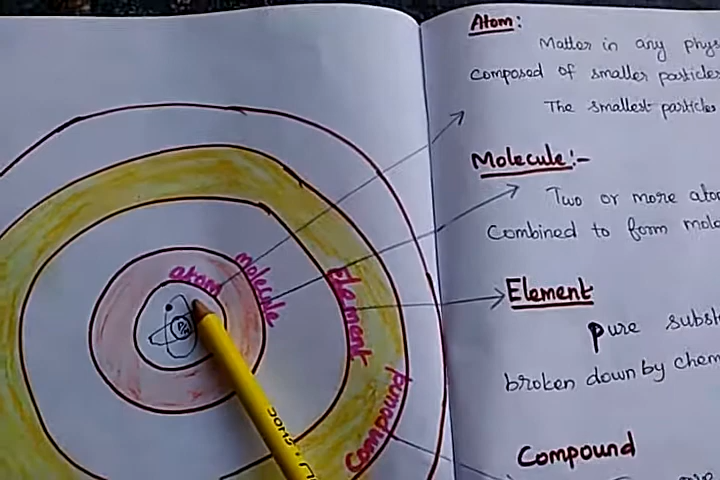 Atom:
Matter in any phys
composed of smaller particles
The smallest particles
Molecule:-
Two or more atom
Combined to form mole
Element
pure subst
broken down by chem
Compound
atom
molecule
Element
Compound